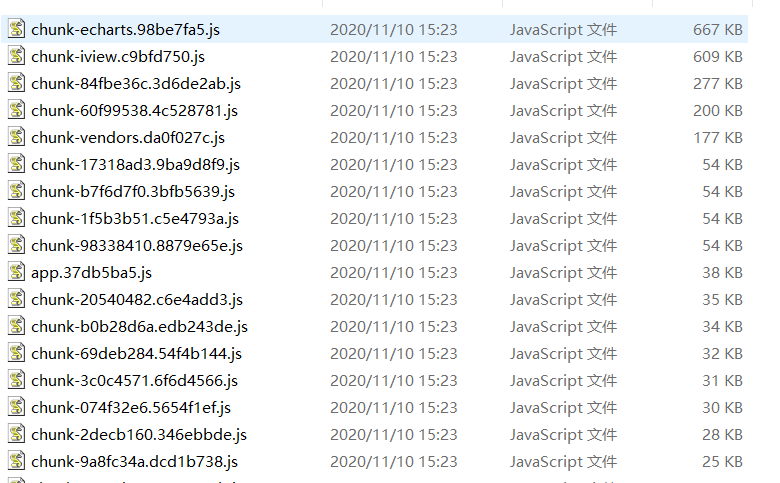 chunk-echarts.98be7fa5.js 2020/11/10 15:23 JavaScript 文件 667 KB
chunk-iview.c9bfd750.js 2020/11/10 15:23 JavaScript 文件 609 KB
chunk-84fbe36c.3d6de2ab.js 2020/11/10 15:23 JavaScript 文件 277 KB
chunk-60f99538.4c528781.js 2020/11/10 15:23 JavaScript 文件 200 KB
chunk-vendors.da0f027c.js 2020/11/10 15:23 JavaScript 文件 177 KB
chunk-17318ad3.9ba9d8f9.js 2020/11/10 15:23 JavaScript 文件 54 KB
chunk-b7f6d7f0.3bfb5639.js 2020/11/10 15:23 JavaScript 文件 54 KB
chunk-1f5b3b51.c5e4793a.js 2020/11/10 15:23 JavaScript 文件 54 KB
chunk-98338410.8879e65e.js 2020/11/10 15:23 JavaScript 文件 54 KB
app.37db5ba5.js 2020/11/10 15:23 JavaScript 文件 38 KB
chunk-20540482.c6e4add3.js 2020/11/10 15:23 JavaScript 文件 35 KB
chunk-b0b28d6a.edb243de.js 2020/11/10 15:23 JavaScript 文件 34 KB
chunk-69deb284.54f4b144.js 2020/11/10 15:23 JavaScript 文件 32 KB
chunk-3c0c4571.6f6d4566.js 2020/11/10 15:23 JavaScript 文件 31 KB
chunk-074f32e6.5654f1ef.js 2020/11/10 15:23 JavaScript 文件 30 KB
chunk-2decb160.346ebbde.js 2020/11/10 15:23 JavaScript 文件 28 KB
chunk-9a8fc34a.dcd1b738.js 2020/11/10 15:23 JavaScript 文件 25 KB